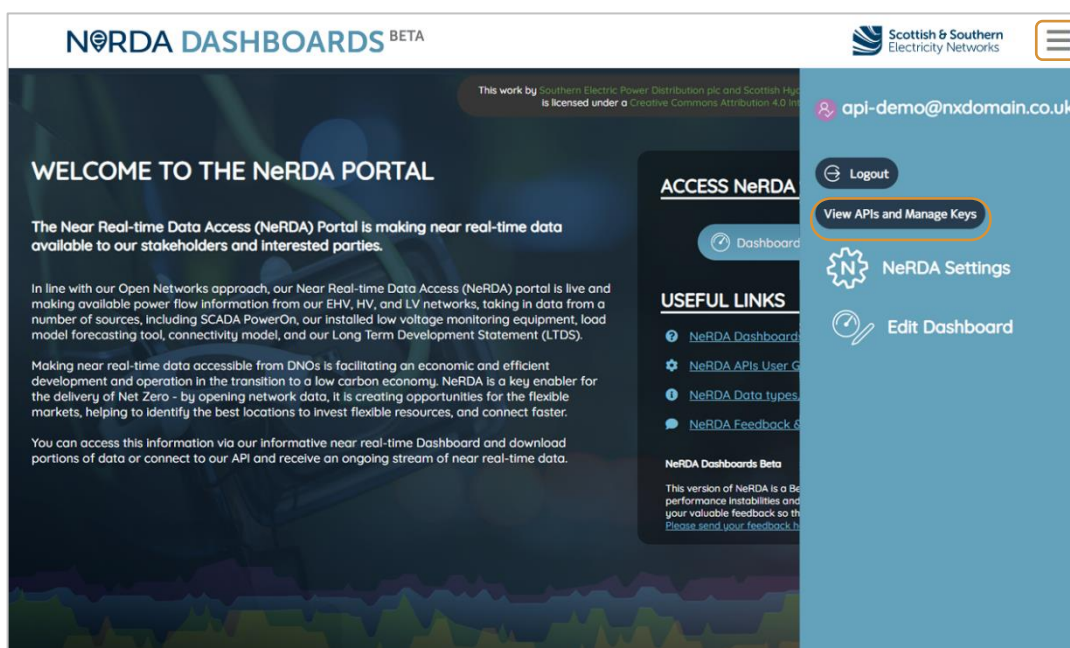 NeRDA DASHBOARDS BETA
Scottish & Southern
Electricity Networks
This work by Southern Electric Power Distribution plc and Scottish Hyd
is licensed under a Creative Commons Attribution 4.0 Int
api-demo@nxdomain.co.uk
Logout
View APIs and Manage Keys
NeRDA Settings
Edit Dashboard
WELCOME TO THE NeRDA PORTAL
The Near Real-time Data Access (NeRDA) Portal is making near real-time data
available to our stakeholders and interested parties.
In line with our Open Networks approach, our Near Real-time Data Access (NeRDA) portal is live and
making available power flow information from our EHV, HV, and LV networks, taking in data from a
number of sources, including SCADA PowerOn, our installed low voltage monitoring equipment, load
model forecasting tool, connectivity model, and our Long Term Development Statement (LTDS).
Making near real-time data accessible from DNOs is facilitating an economic and efficient
development and operation in the transition to a low carbon economy. NeRDA is a key enabler for
the delivery of Net Zero - by opening network data, it is creating opportunities for the flexible
markets, helping to identify the best locations to invest flexible resources, and connect faster.
You can access this information via our informative near real-time Dashboard and download
portions of data or connect to our API and receive an ongoing stream of near real-time data.
ACCESS NeRDA
Dashboard
USEFUL LINKS
NeRDA Dashboards
NeRDA APIs User G
NeRDA Data types,
NeRDA Feedback &
NeRDA Dashboards Beta
This version of NeRDA is a Be
performance instabilities and
your valuable feedback so th
Please send your feedback h
N